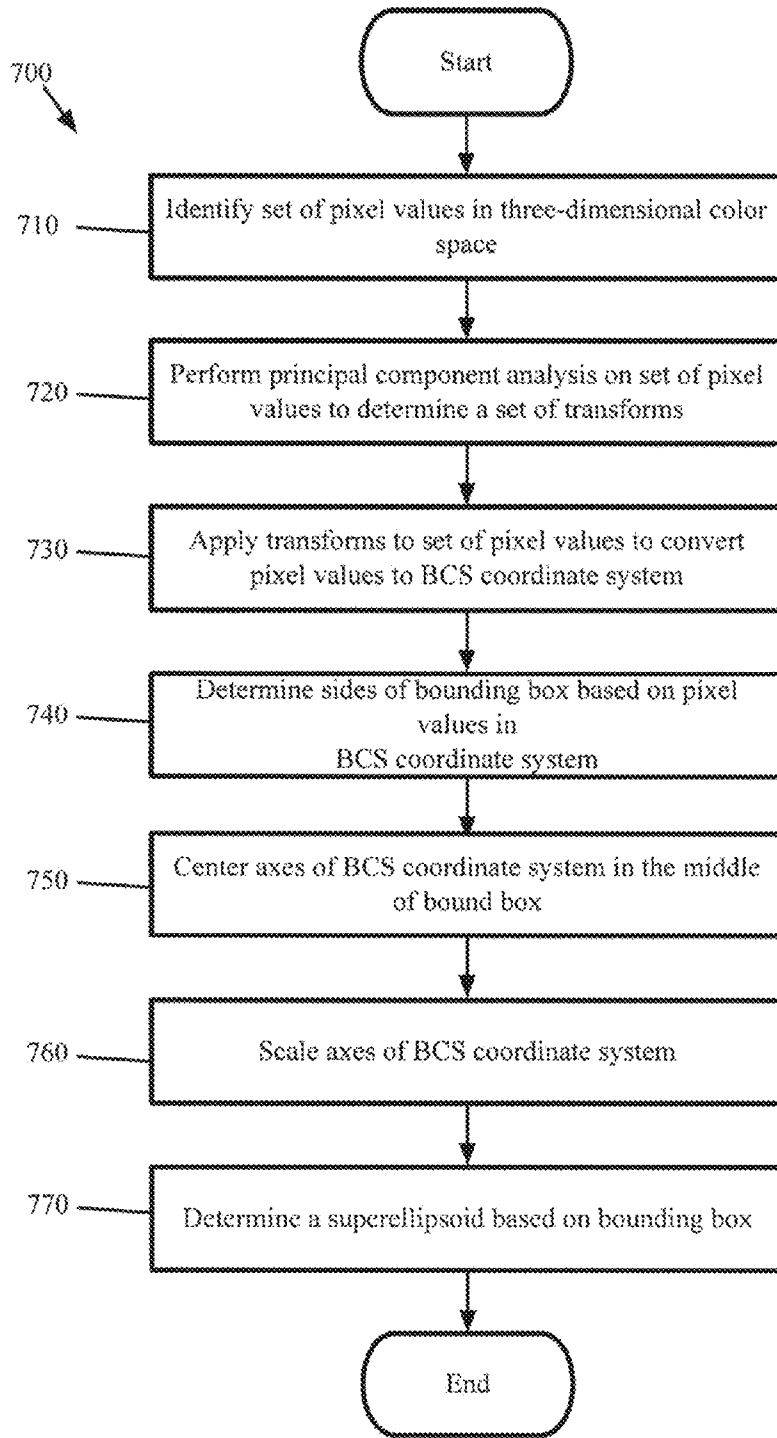 Start
700
710
Identify set of pixel values in three-dimensional color
space
720
Perform principal component analysis on set of pixel
values to determine a set of transforms
730
Apply transforms to set of pixel values to convert
pixel values to BCS coordinate system
740
Determine sides of bounding box based on pixel
values in
BCS coordinate system
750
Center axes of BCS coordinate system in the middle
of bound box
760
Scale axes of BCS coordinate system
770
Determine a superellipsoid based on bounding box
End